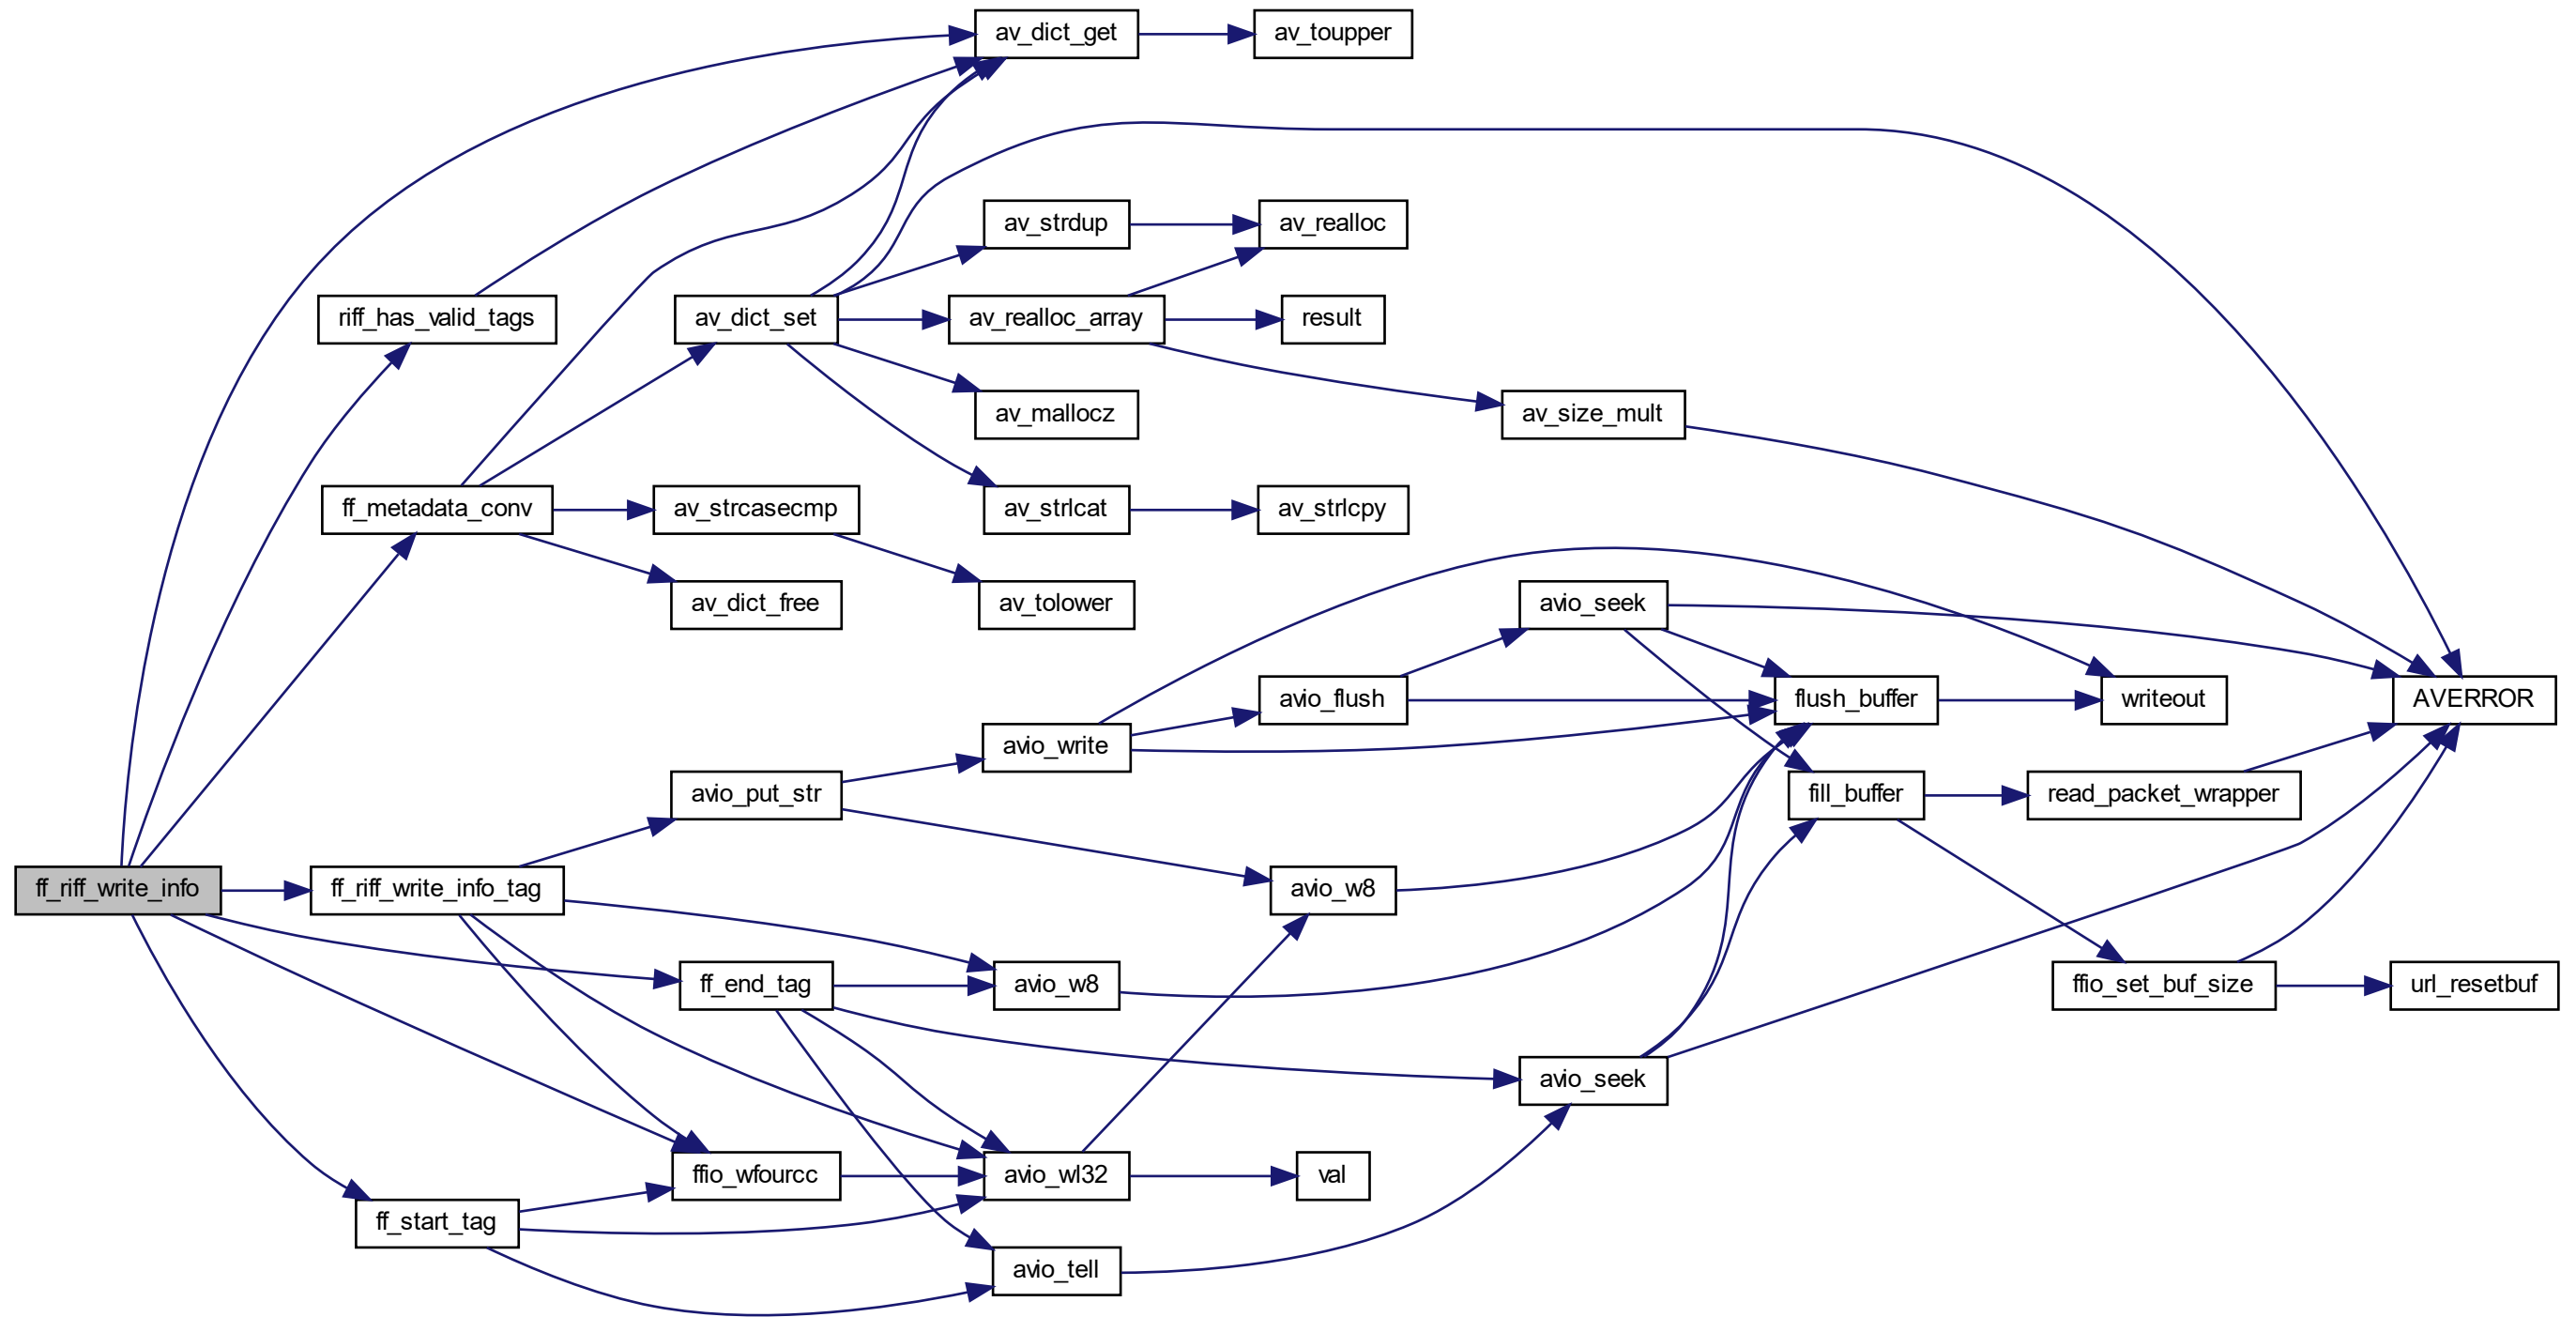 av_dict_get
av_toupper
av_strdup
av_realloc
riff_has_valid_tags
av_dict_set
av_realloc_array
result
av_mallocz
av_size_mult
ff_metadata_conv
av_strcasecmp
av_strlcat
av_strlcpy
av_dict_free
av_tolower
avio_seek
avio_flush
flush_buffer
writeout
AVERROR
avio_write
avio_put_str
fill_buffer
read_packet_wrapper
ff_riff_write_info
ff_riff_write_info_tag
avio_w8
ff_end_tag
avio_w8
ffio_set_buf_size
url_resetbuf
avio_seek
ffio_wfourcc
avio_wl32
val
ff_start_tag
avio_tell